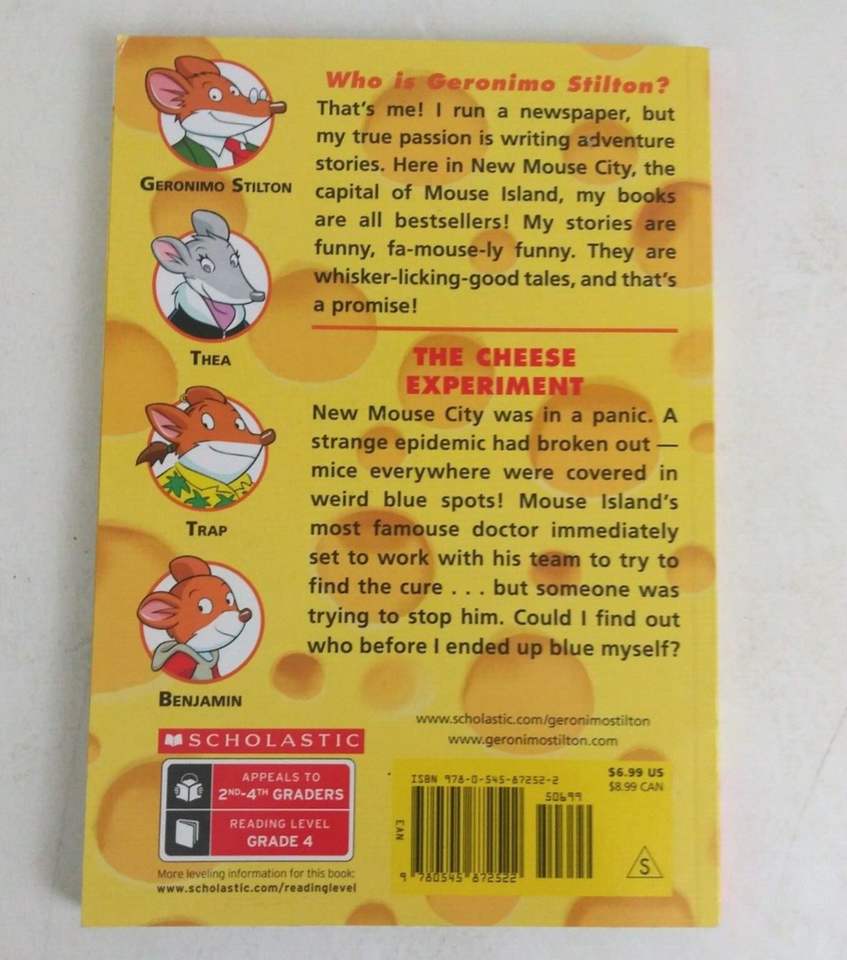 Who is Geronimo Stilton?
That's me! I run a newspaper, but
my true passion is writing adventure
stories. Here in New Mouse City, the
capital of Mouse Island, my books
are all bestsellers! My stories are
funny, fa-mouse-ly funny. They are
whisker-licking-good tales, and that's
a promise!
GERONIMO STILTON
THEA
TRAP
BENJAMIN
THE CHEESE
EXPERIMENT
New Mouse City was in a panic. A
strange epidemic had broken out —
mice everywhere were covered in
weird blue spots! Mouse Island's
most famouse doctor immediately
set to work with his team to try to
find the cure . . . but someone was
trying to stop him. Could I find out
who before I ended up blue myself?
www.scholastic.com/geronimostilton
www.geronimostilton.com
SCHOLASTIC
APPEALS TO
2ND-4TH GRADERS
READING LEVEL
GRADE 4
More leveling information for this book:
www.scholastic.com/readinglevel
ISBN 978-0-545-87252-2
$6.99 US
$8.99 CAN
50699
EAN
9 780545 872522
S